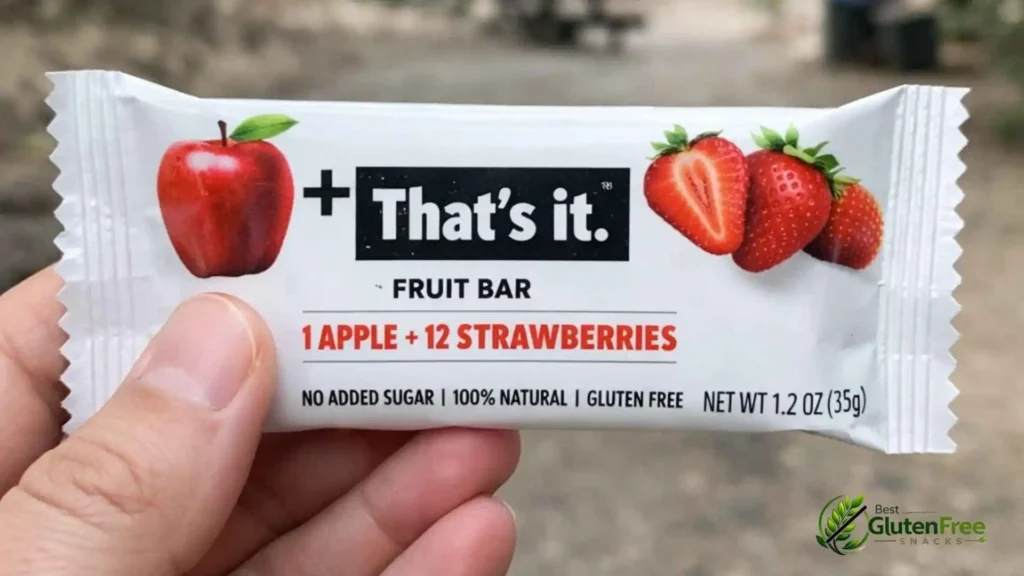 + That's it.™
FRUIT BAR
1 APPLE + 12 STRAWBERRIES
NO ADDED SUGAR | 100% NATURAL | GLUTEN FREE
NET WT 1.2 OZ (35g)
Best
GlutenFree
SNACKS